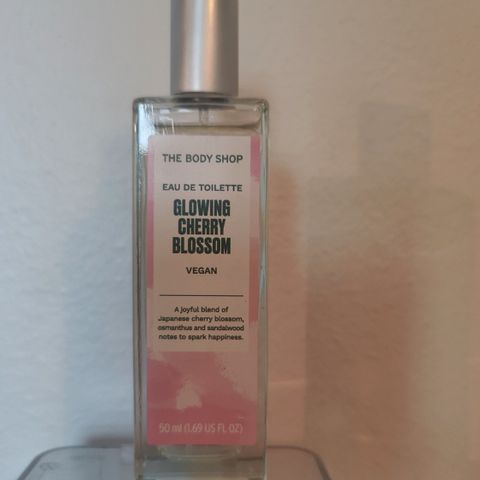 THE BODY SHOP
EAU DE TOILETTE
GLOWING
CHERRY
BLOSSOM
VEGAN
A joyful blend of
Japanese cherry blossom,
osmanthus and sandalwood
notes to spark happiness.
50 ml (1.69 US FL OZ)